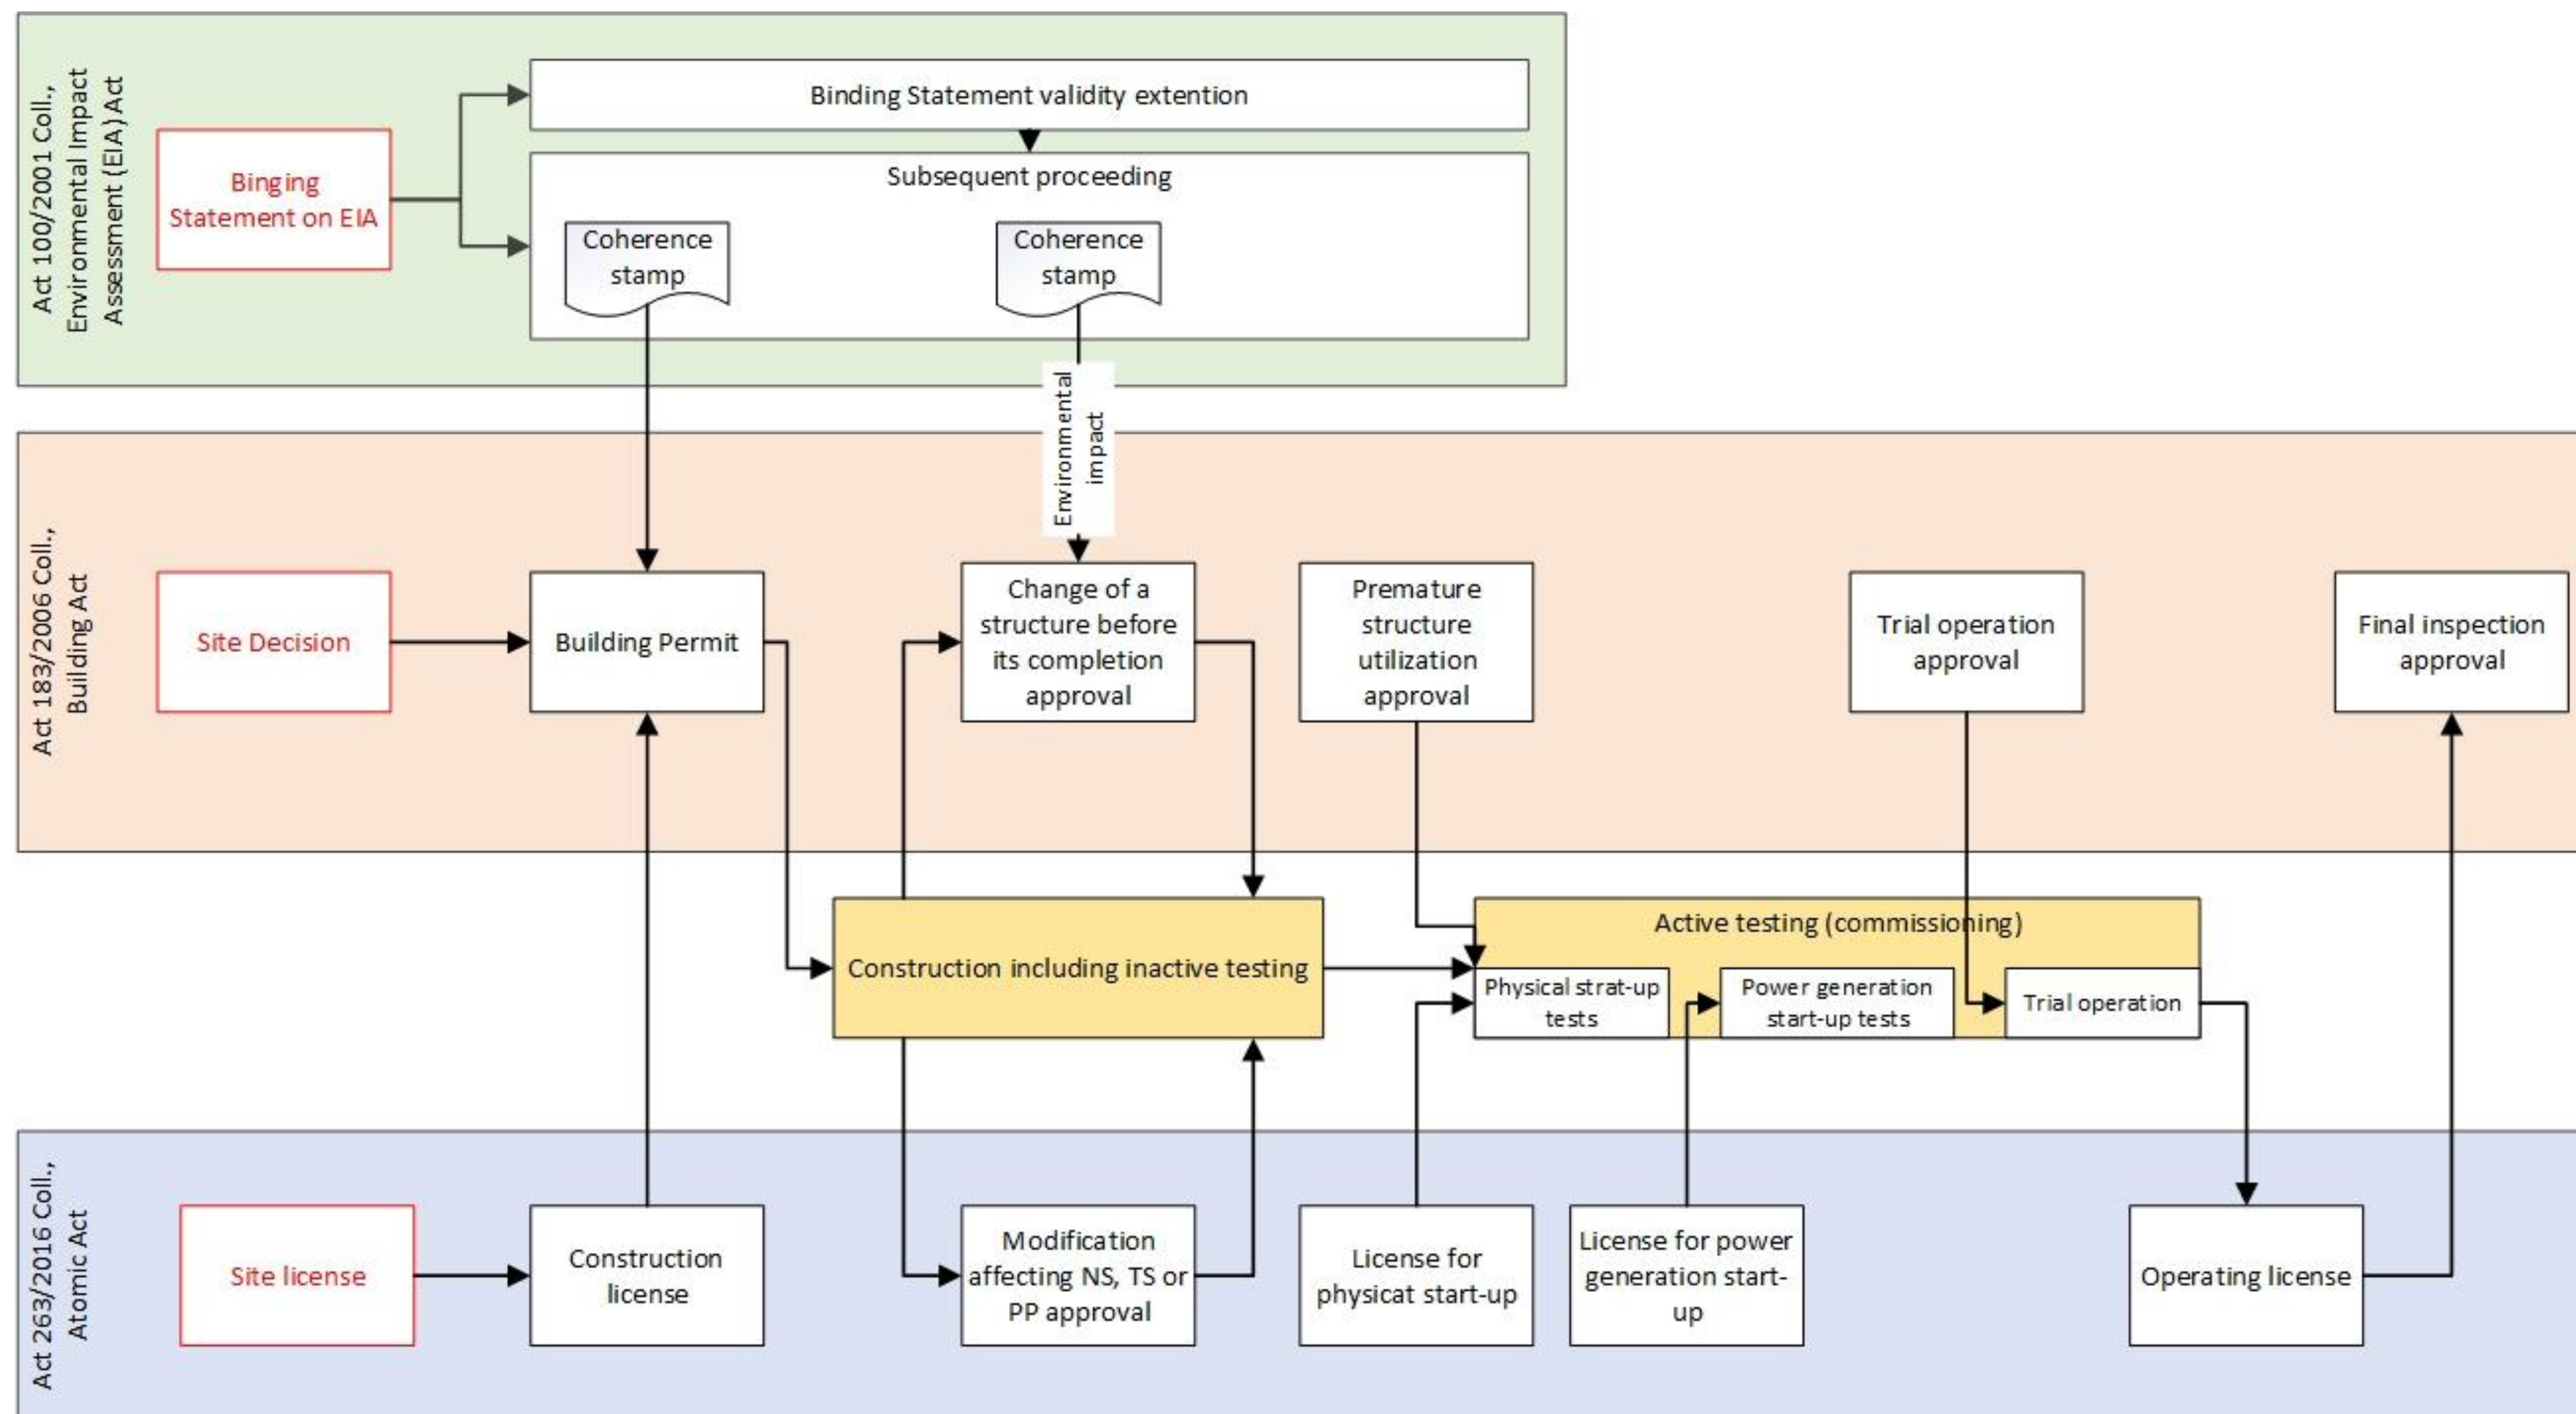 Act 100/2001 Coll.,
Environmental Impact
Assessment (EIA) Act
Binging
Statement on EIA
Binding Statement validity extention
Subsequent proceeding
Coherence
stamp
Coherence
stamp
Environmental
impact
Act 183/2006 Coll.,
Building Act
Site Decision
Building Permit
Change of a
structure before
its completion
approval
Premature
structure
utilization
approval
Trial operation
approval
Final inspection
approval
Construction including inactive testing
Active testing (commissioning)
Physical strat-up
tests
Power generation
start-up tests
Trial operation
Act 263/2016 Coll.,
Atomic Act
Site license
Construction
license
Modification
affecting NS, TS or
PP approval
License for
physicat start-up
License for power
generation start-
up
Operating license